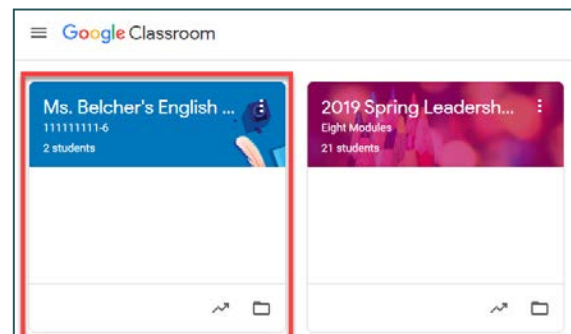 Google Classroom
Ms. Belcher's English ...
111111111-6
2 students
2019 Spring Leadersh...
Eight Modules
21 students